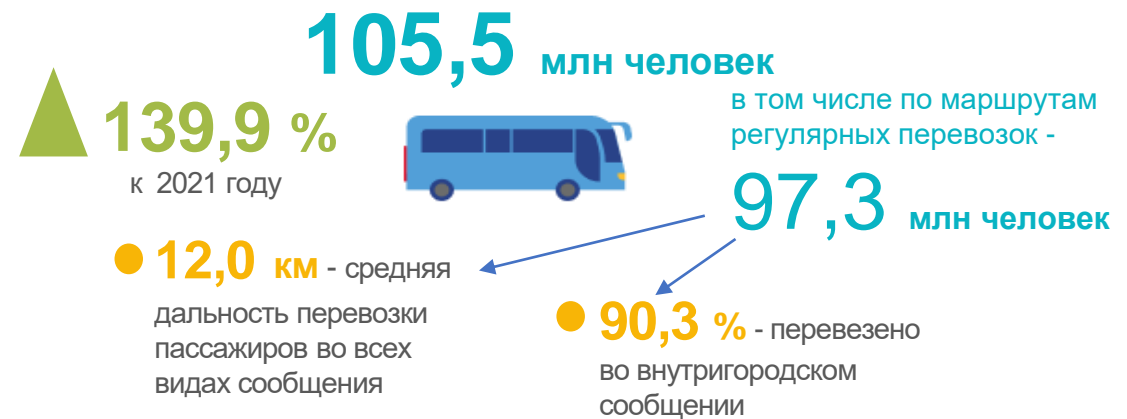 105,5 млн человек
139,9 %
к 2021 году
в том числе по маршрутам
регулярных перевозок -
97,3 млн человек
12,0 км - средняя
дальность перевозки
пассажиров во всех
видах сообщения
90,3 % - перевезено
во внутригородском
сообщении